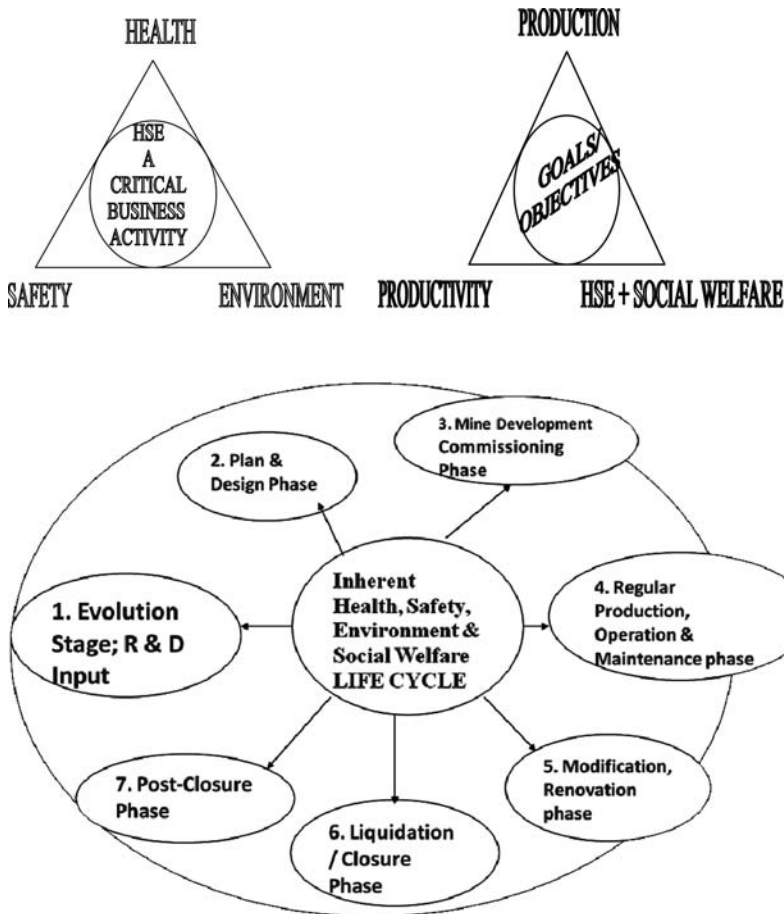 HEALTH
HSE
A
CRITICAL
BUSINESS
ACTIVITY
SAFETY
ENVIRONMENT
PRODUCTION
GOALS/
OBJECTIVES
PRODUCTIVITY
HSE + SOCIAL WELFARE
Inherent
Health, Safety,
Environment &
Social Welfare
LIFE CYCLE
1. Evolution
Stage; R & D
Input
2. Plan &
Design Phase
3. Mine Development
Commissioning
Phase
4. Regular
Production,
Operation &
Maintenance phase
5. Modification,
Renovation
phase
6. Liquidation
/ Closure
Phase
7. Post-Closure
Phase